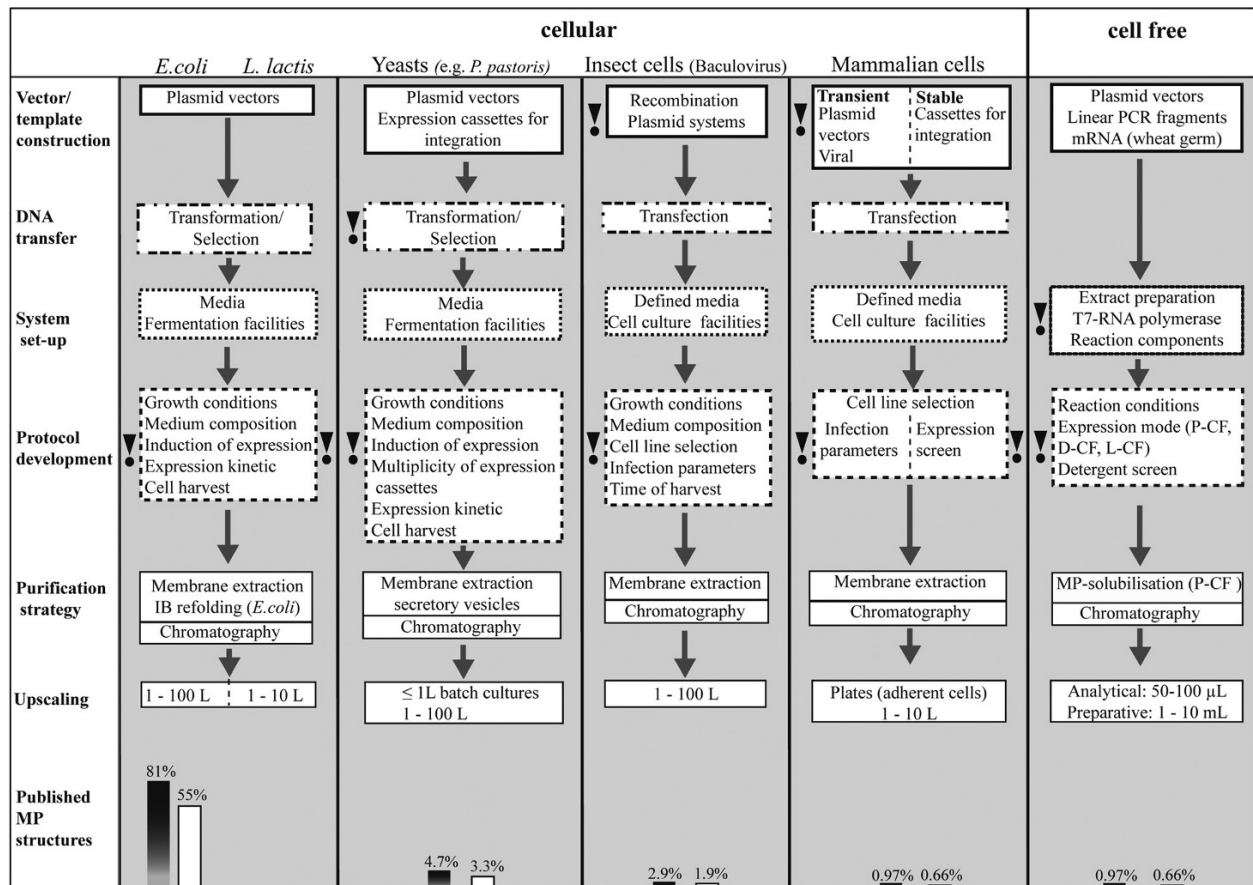 cellular
cell free
E.coli
L. lactis
Yeasts (e.g. P. pastoris)
Insect cells (Baculovirus)
Mammalian cells
Vector/
template
construction
Plasmid vectors
Plasmid vectors
Expression cassettes for
integration
Recombination
Plasmid systems
Transient
Plasmid
vectors
Viral
Stable
Cassettes for
integration
Plasmid vectors
Linear PCR fragments
mRNA (wheat germ)
DNA
transfer
Transformation/
Selection
Transformation/
Selection
Transfection
Transfection
System
set-up
Media
Fermentation facilities
Media
Fermentation facilities
Defined media
Cell culture facilities
Defined media
Cell culture facilities
Extract preparation
T7-RNA polymerase
Reaction components
Protocol
development
Growth conditions
Medium composition
Induction of expression
Expression kinetic
Cell harvest
Growth conditions
Medium composition
Induction of expression
Multiplicity of expression
cassettes
Expression kinetic
Cell harvest
Growth conditions
Medium composition
Cell line selection
Infection parameters
Time of harvest
Cell line selection
Infection
parameters
Expression
screen
Reaction conditions
Expression mode (P-CF,
D-CF, L-CF)
Detergent screen
Purification
strategy
Membrane extraction
IB refolding (E.coli)
Chromatography
Membrane extraction
secretory vesicles
Chromatography
Membrane extraction
Chromatography
Membrane extraction
Chromatography
MP-solubilisation (P-CF )
Chromatography
Upscaling
1 - 100 L
1 - 10 L
≤ 1L batch cultures
1 - 100 L
1 - 100 L
Plates (adherent cells)
1 - 10 L
Analytical: 50-100 µL
Preparative: 1 - 10 mL
Published
MP
structures
81%
55%
4.7%
3.3%
2.9%
1.9%
0.97%
0.66%
0.97%
0.66%